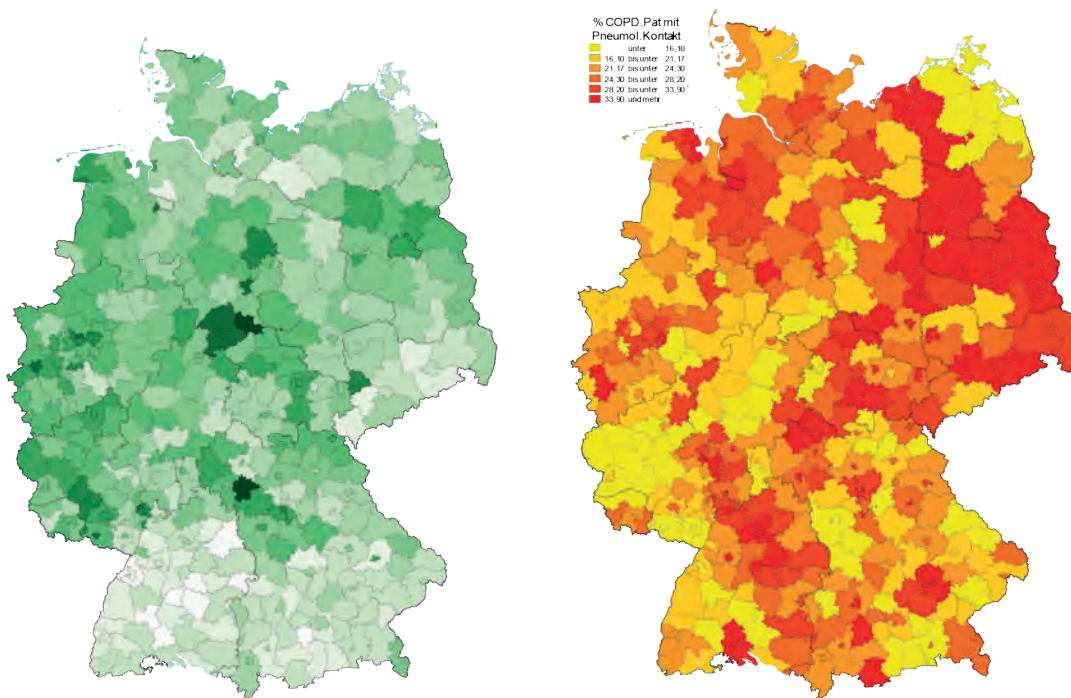 % COPD.Pat mit
Pneumol.Kontakt
unter 16,10
16,10 bis unter 21,17
21,17 bis unter 24,30
24,30 bis unter 28,20
28,20 bis unter 33,90
33,90 und mehr